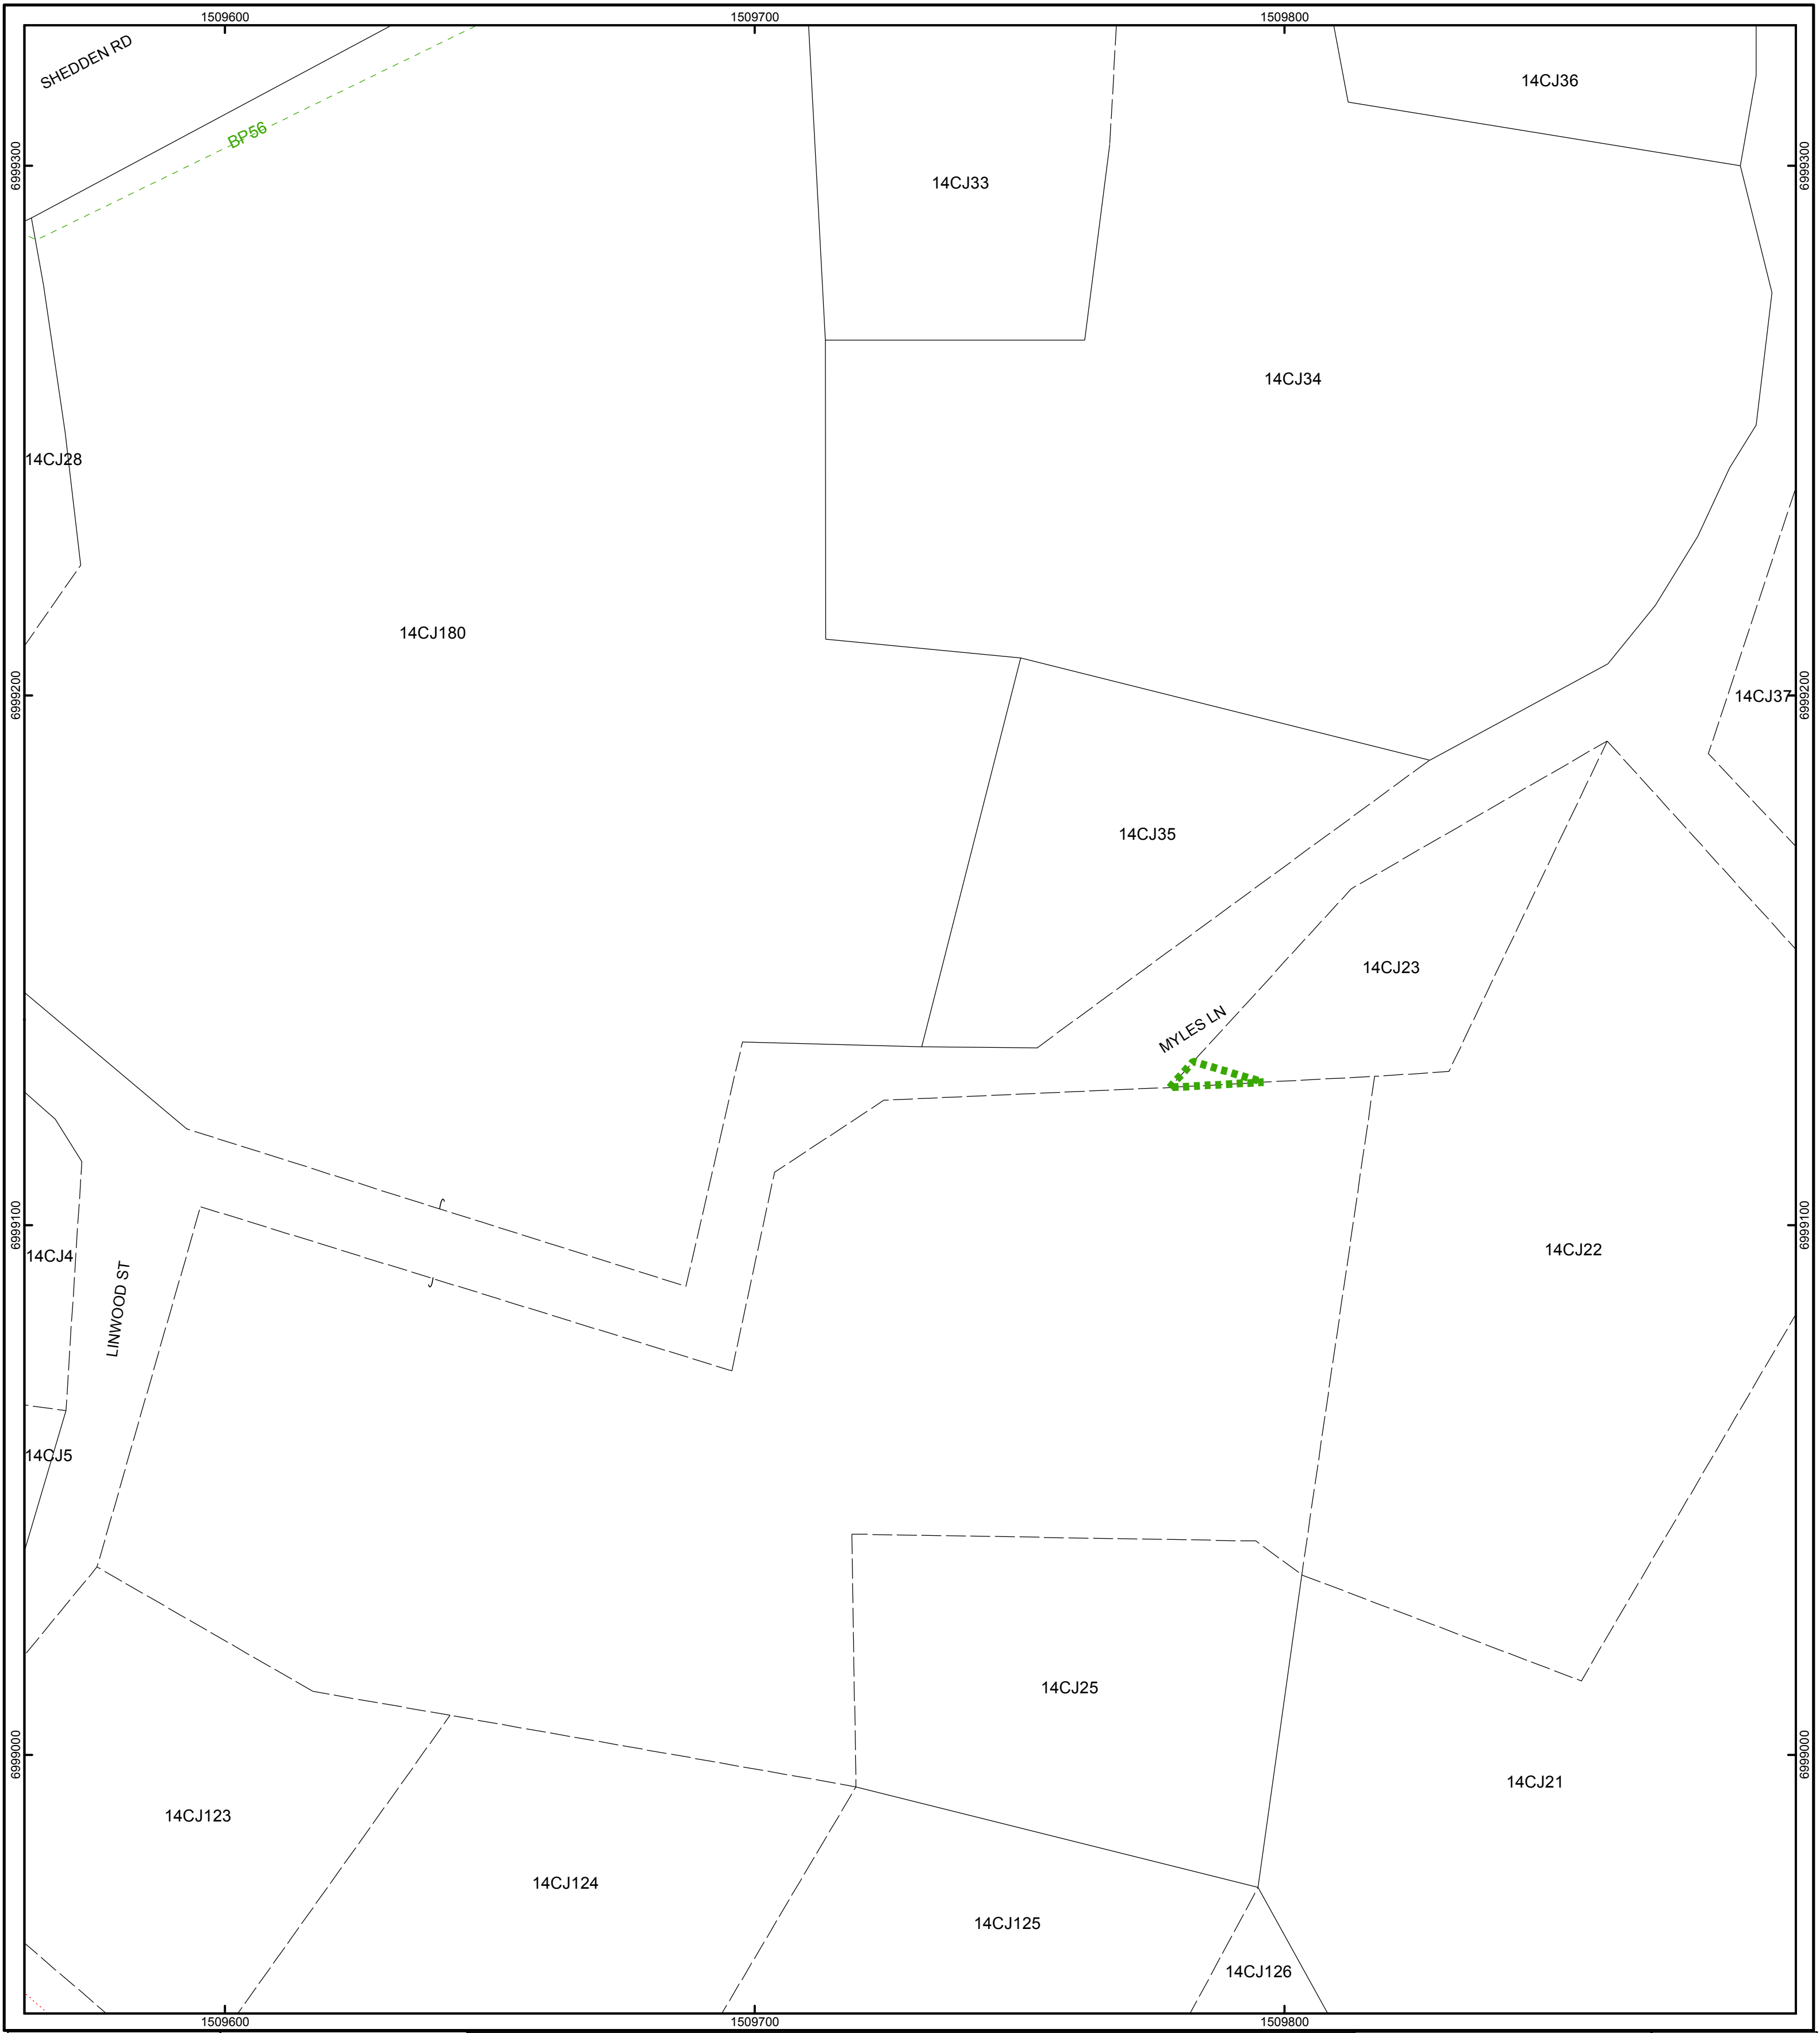 1509600
1509700
1509800
SHEDDEN RD
BP56
14CJ36
6999300
6999300
14CJ33
14CJ34
14CJ28
14CJ180
6999200
6999200
14CJ37
14CJ35
14CJ23
MYLES LN
6999100
6999100
14CJ4
14CJ22
LINWOOD ST
14CJ5
14CJ25
6999000
6999000
14CJ21
14CJ123
14CJ124
14CJ125
14CJ126
1509600
1509700
1509800